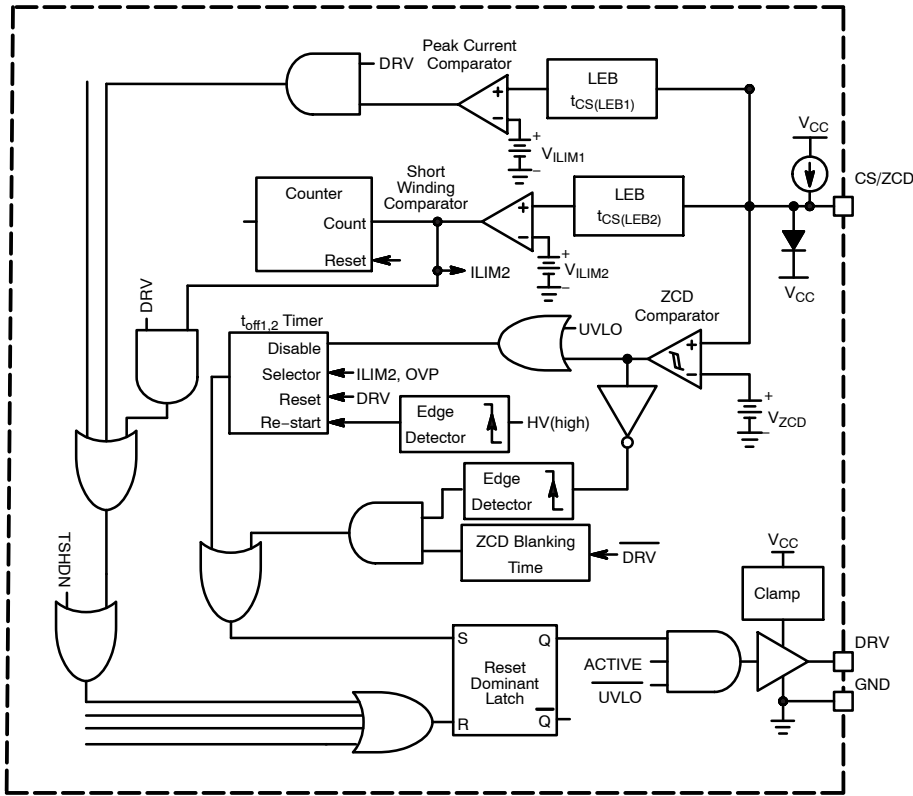 Peak Current
Comparator
DRV
LEB
tCS(LEB1)
+
−
+
−
VILIM1
VCC
CS/ZCD
VCC
Counter
Count
Reset
Short
Winding
Comparator
LEB
tCS(LEB2)
+
−
+
−
VILIM2
ILIM2
DRV
toff1,2 Timer
Disable
Selector
Reset
Re−start
UVLO
ILIM2, OVP
DRV
Edge
Detector
HV(high)
ZCD
Comparator
+
−
+
−
VZCD
Edge
Detector
ZCD Blanking
Time
DRV
TSHDN
S
Q
Reset
Dominant
Latch
R
Q
ACTIVE
UVLO
VCC
Clamp
DRV
GND